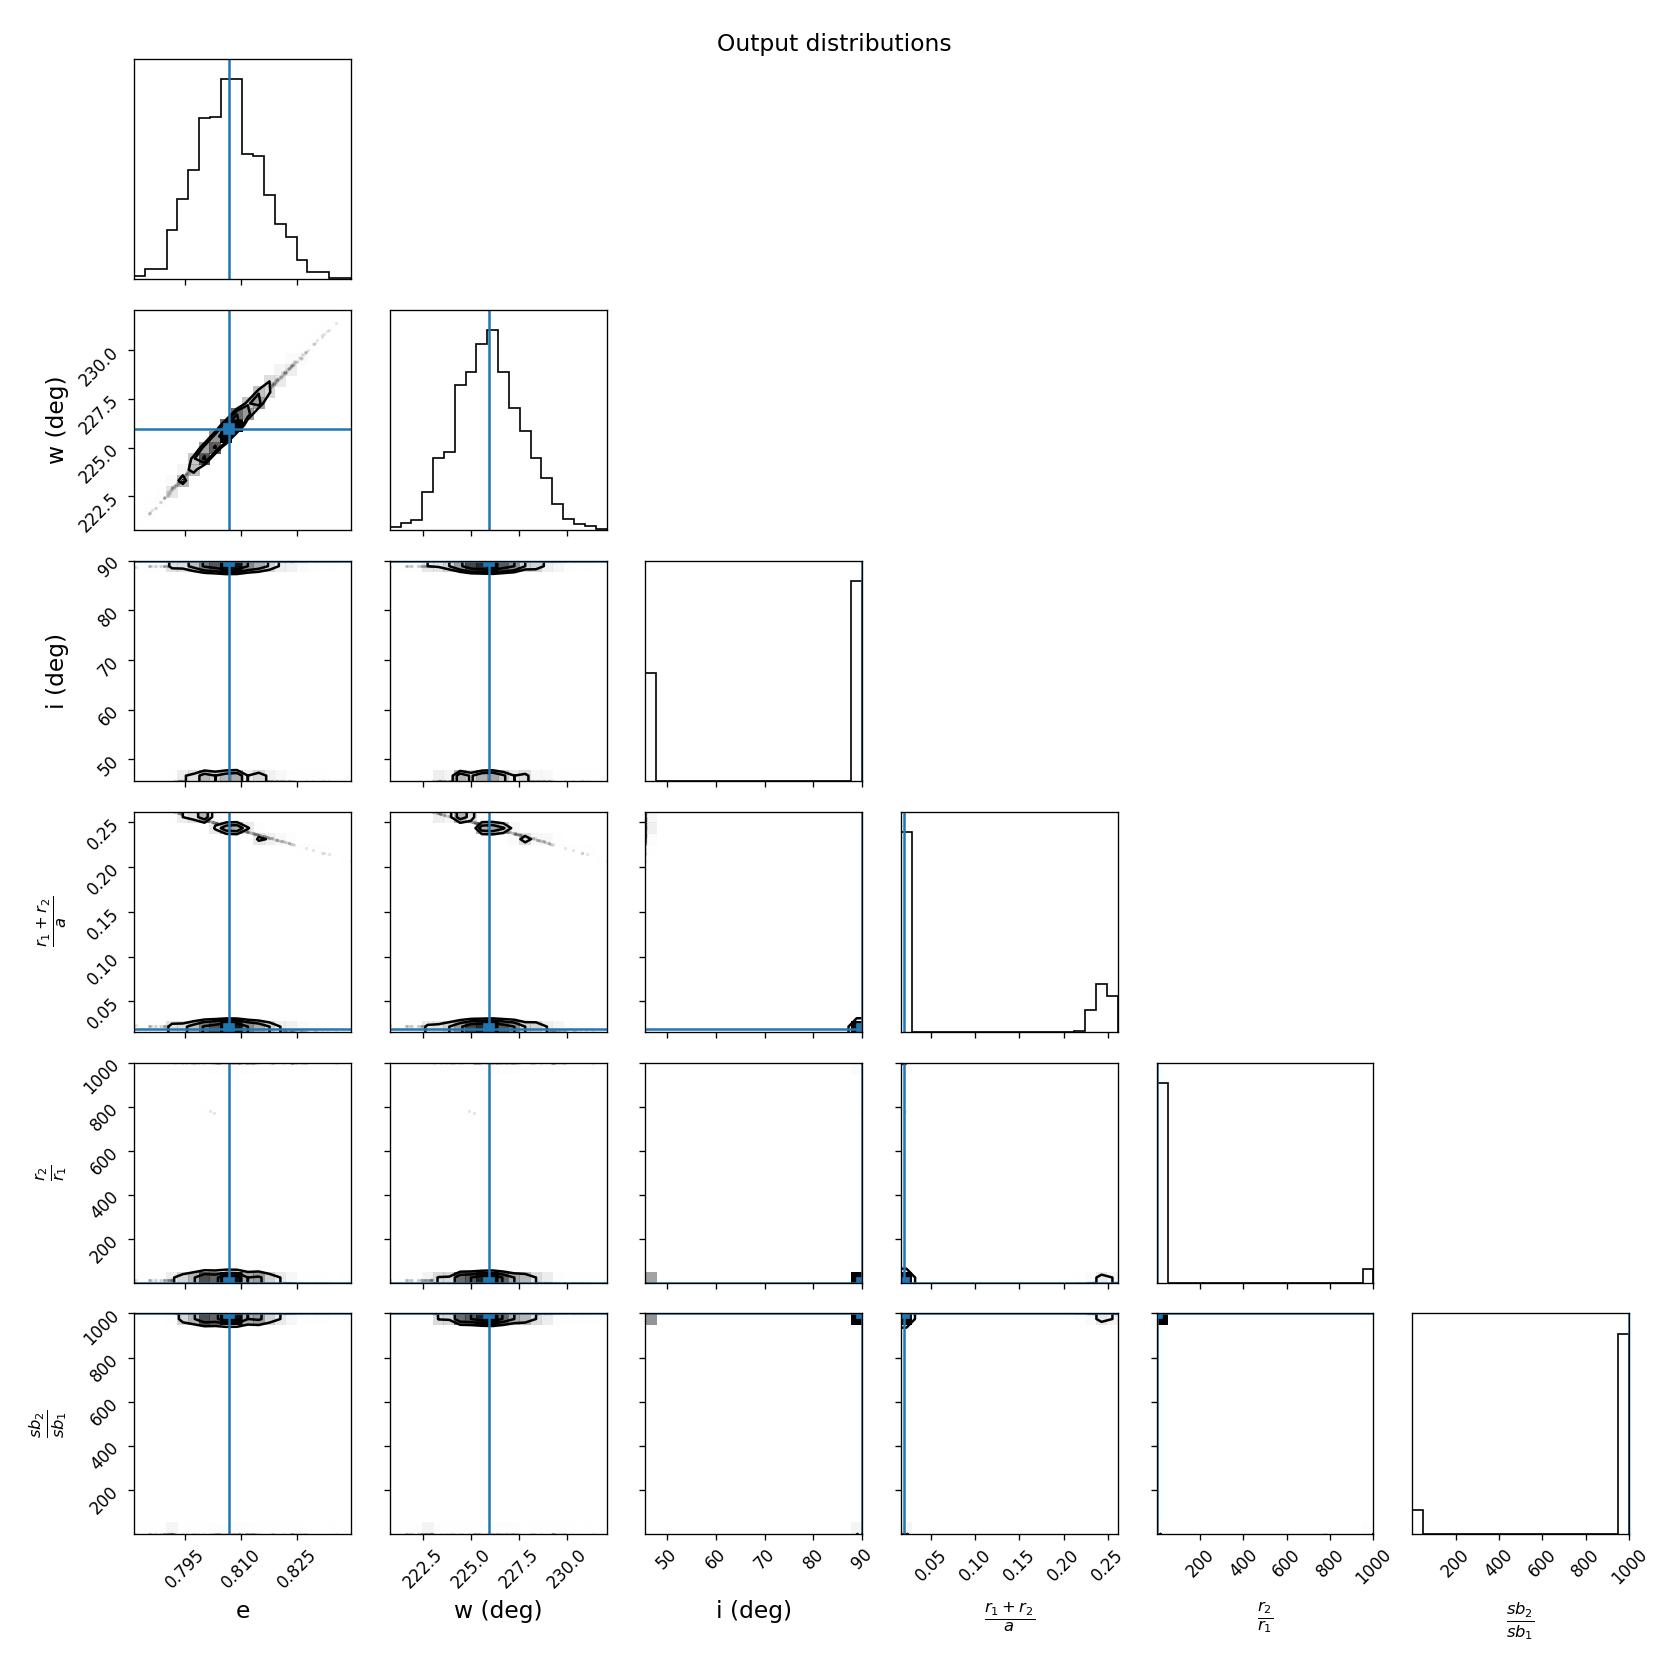 Output distributions
w (deg)
230.0
227.5
225.0
222.5
i (deg)
90
80
70
60
50
r₁ + r₂
a
0.25
0.20
0.15
0.10
0.05
r₂
r₁
1000
800
600
400
200
sb₂
sb₁
1000
800
600
400
200
0.795 0.810 0.825
222.5 225.0 227.5 230.0
50 60 70 80 90
0.05 0.10 0.15 0.20 0.25
200 400 600 800 1000
200 400 600 800 1000
e
w (deg)
i (deg)
r₁ + r₂
a
r₂
r₁
sb₂
sb₁